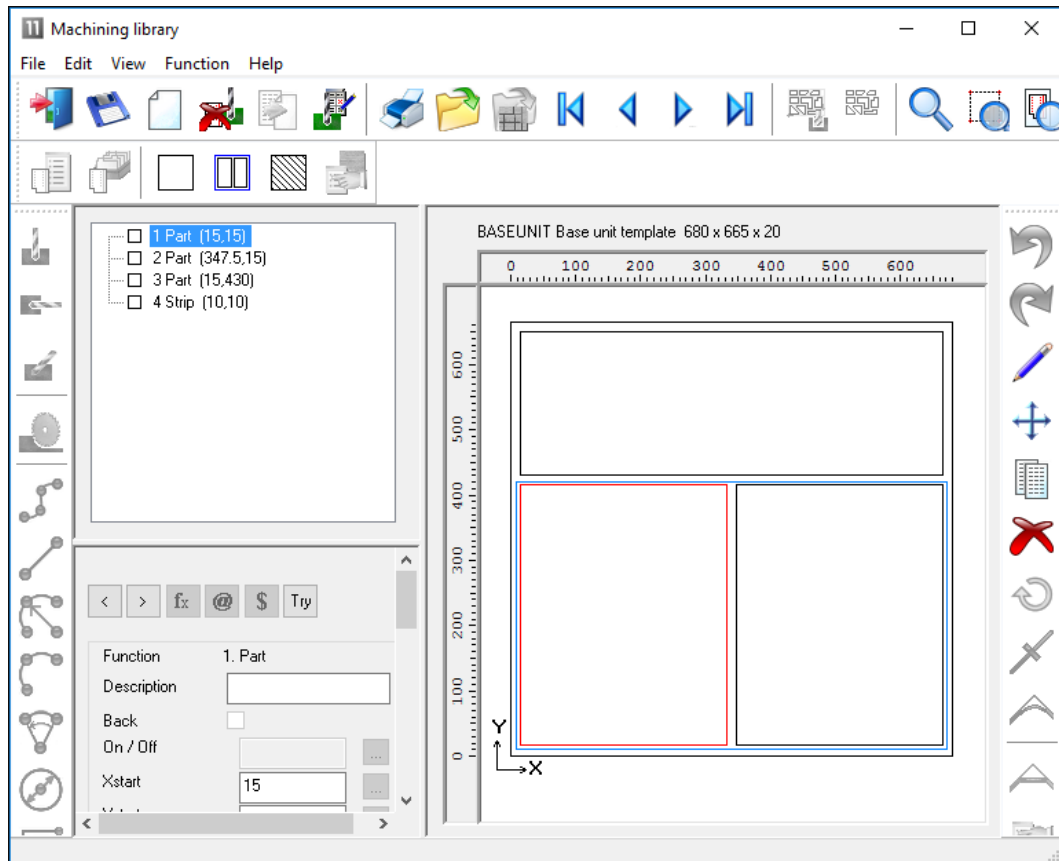 11 Machining library
File Edit View Function Help
1 Part (15,15)
2 Part (347.5,15)
3 Part (15,430)
4 Strip (10,10)
BASEUNIT Base unit template 680 x 665 x 20
0 100 200 300 400 500 600
600
500
400
300
200
100
0
Y
X
< > fx @ $ Try
Function 1. Part
Description
Back
On / Off ...
Xstart 15 ...